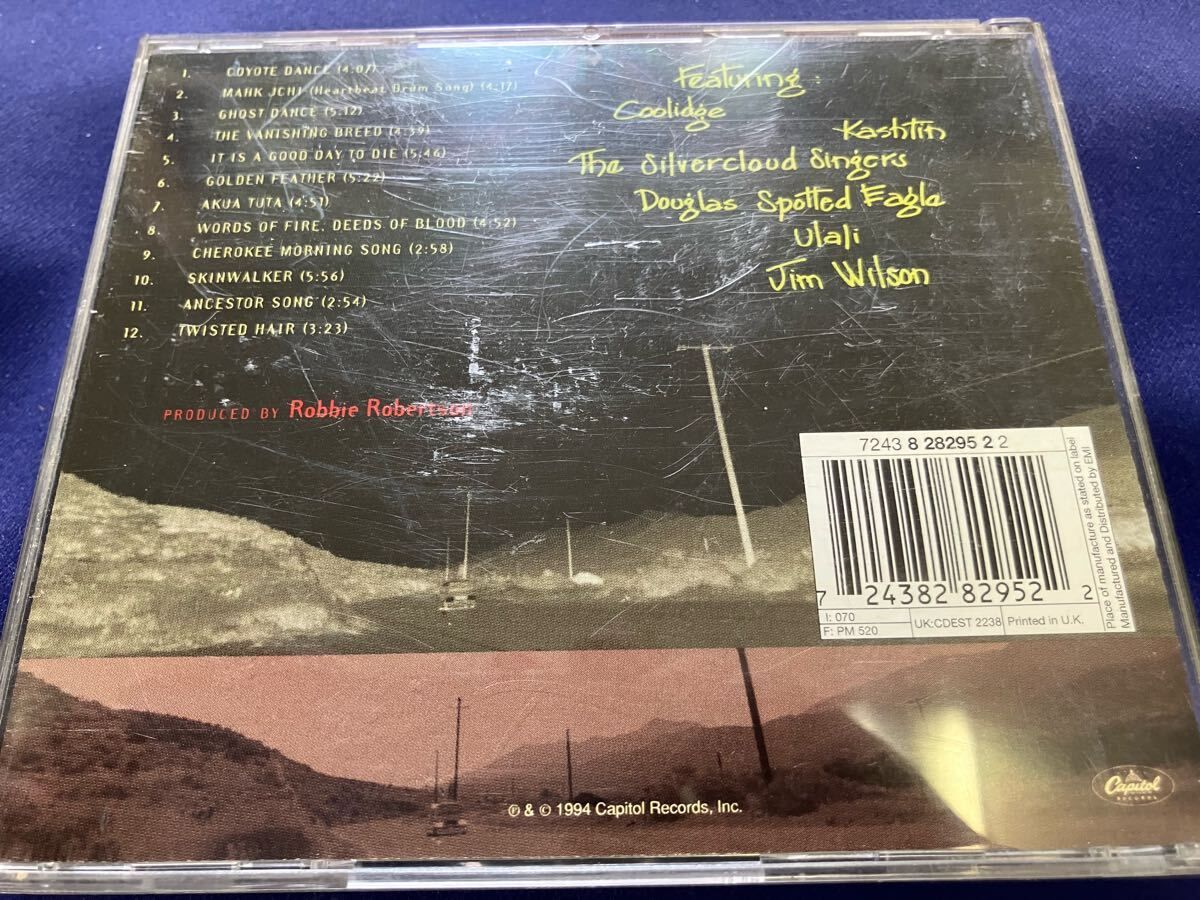 1. COYOTE DANCE (4:07)
2. MAHK JCHI (Heartbeat Drum Song) (4:17)
3. GHOST DANCE (5:12)
4. THE VANISHING BREED (4:39)
5. IT IS A GOOD DAY TO DIE (5:46)
6. GOLDEN FEATHER (5:22)
7. AKUA TUTA (4:51)
8. WORDS OF FIRE, DEEDS OF BLOOD (4:52)
9. CHEROKEE MORNING SONG (2:58)
10. SKINWALKER (5:56)
11. ANCESTOR SONG (2:54)
12. TWISTED HAIR (3:23)
PRODUCED BY Robbie Robertson
Featuring:
Coolidge
Kashtin
The Silvercloud Singers
Douglas Spotted Eagle
Ulali
Jim Wilson
7243 8 28295 2 2
7 24382 82952 2
I: 070
F: PM 520
UK:CDEST 2238
Printed in U.K.
Place of manufacture as stated on label
Manufactured and Distributed by EMI
℗ & © 1994 Capitol Records, Inc.
Capitol
RECORDS